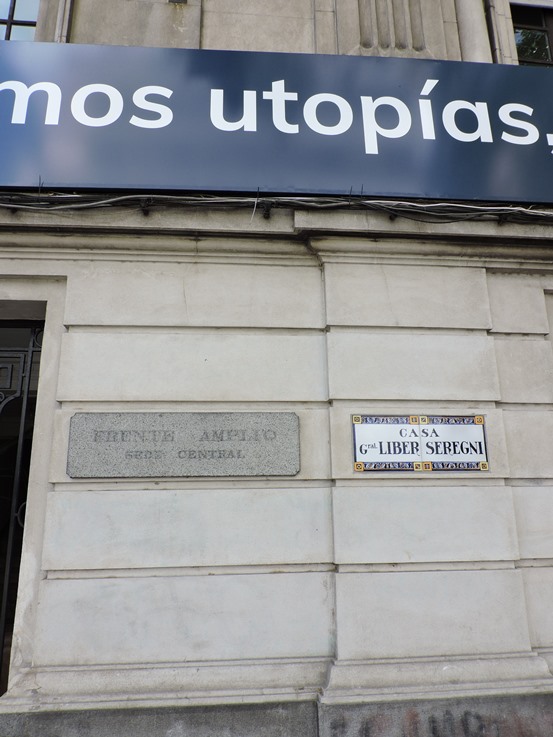 mos utopías,
FRENTE AMPLIO
SEDE CENTRAL
CASA
Gral. LIBER SEREGNI